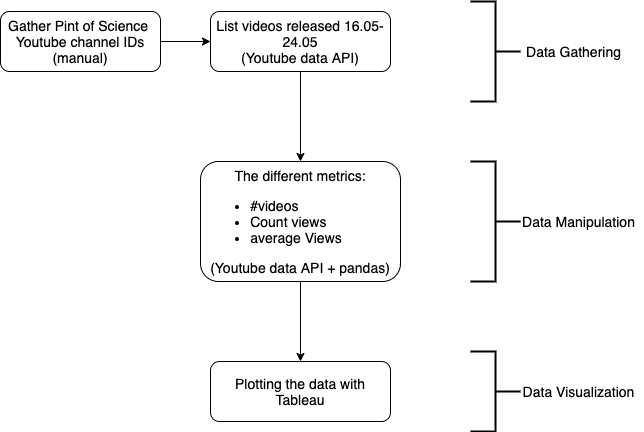 Gather Pint of Science
Youtube channel IDs
(manual)
List videos released 16.05-
24.05
(Youtube data API)
Data Gathering
The different metrics:
• #videos
• Count views
• average Views
(Youtube data API + pandas)
Data Manipulation
Plotting the data with
Tableau
Data Visualization